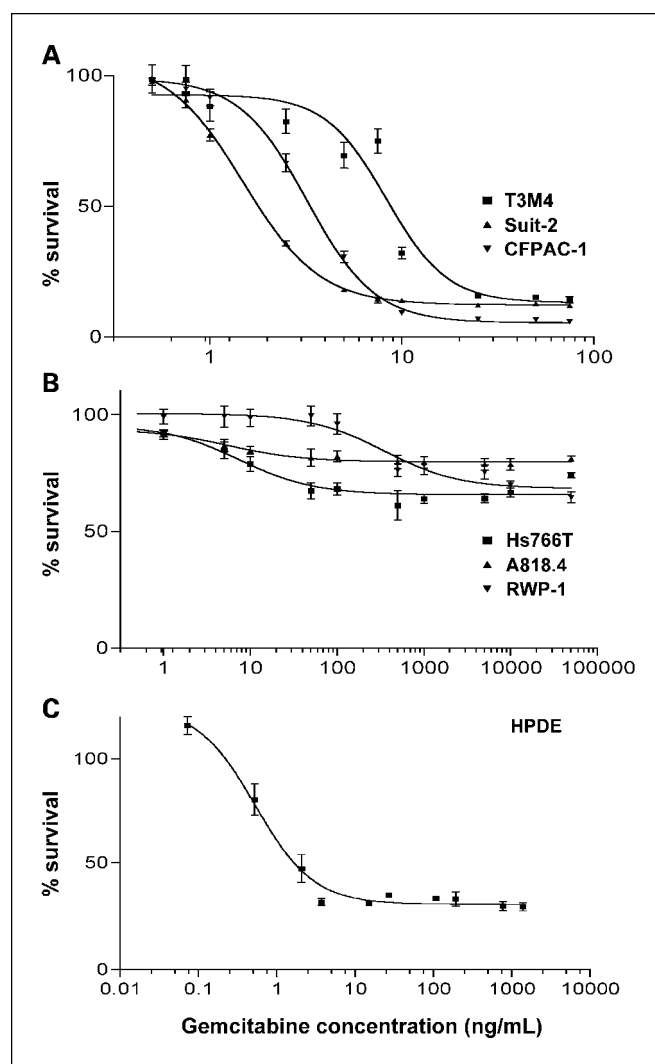 A
100
50
0
% survival
T3M4
Suit-2
CFPAC-1
1 10 100
B
100
50
0
% survival
Hs766T
A818.4
RWP-1
1 10 100 1000 10000 100000
C
HPDE
100
50
0
% survival
0.01 0.1 1 10 100 1000 10000
Gemcitabine concentration (ng/mL)